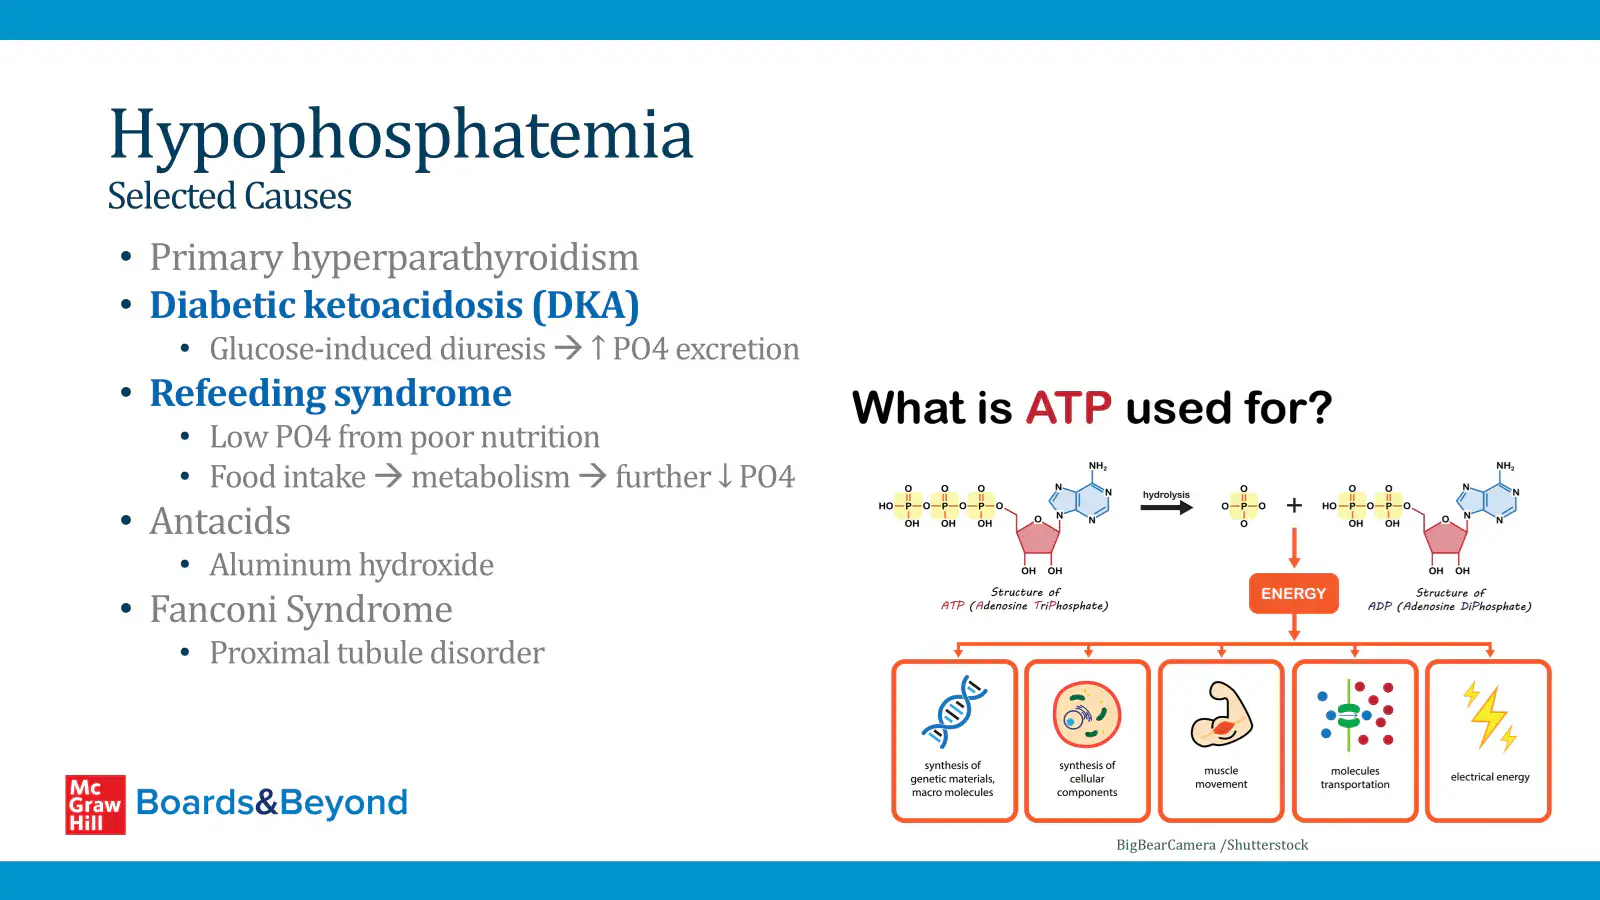 Hypophosphatemia
Selected Causes
• Primary hyperparathyroidism
• Diabetic ketoacidosis (DKA)
• Glucose-induced diuresis → ↑ PO4 excretion
• Refeeding syndrome
• Low PO4 from poor nutrition
• Food intake → metabolism → further ↓ PO4
• Antacids
• Aluminum hydroxide
• Fanconi Syndrome
• Proximal tubule disorder
What is ATP used for?
NH₂
N
N
N
N
O
O
O
HO
P
O
P
O
P
O
OH
OH
OH
O
OH
OH
Structure of
ATP (Adenosine TriPhosphate)
hydrolysis
O
O
P
O
O
+
NH₂
N
N
N
N
O
O
HO
P
O
P
O
OH
OH
O
OH
OH
Structure of
ADP (Adenosine DiPhosphate)
ENERGY
synthesis of
genetic materials,
macro molecules
synthesis of
cellular
components
muscle
movement
molecules
transportation
electrical energy
BigBearCamera /Shutterstock
Mc
Graw
Hill
Boards&Beyond